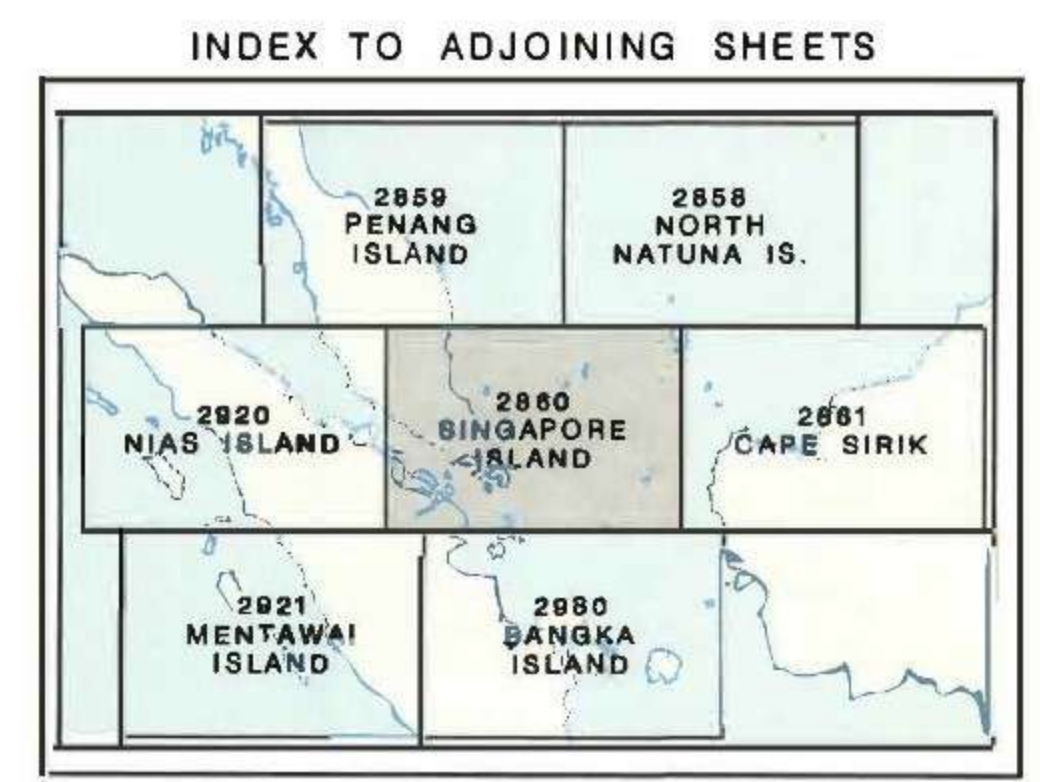 INDEX TO ADJOINING SHEETS
2859
PENANG
ISLAND
2858
NORTH
NATUNA IS.
2920
NIAS ISLAND
2860
SINGAPORE
ISLAND
2861
CAPE SIRIK
2921
MENTAWAI
ISLAND
2980
BANGKA
ISLAND